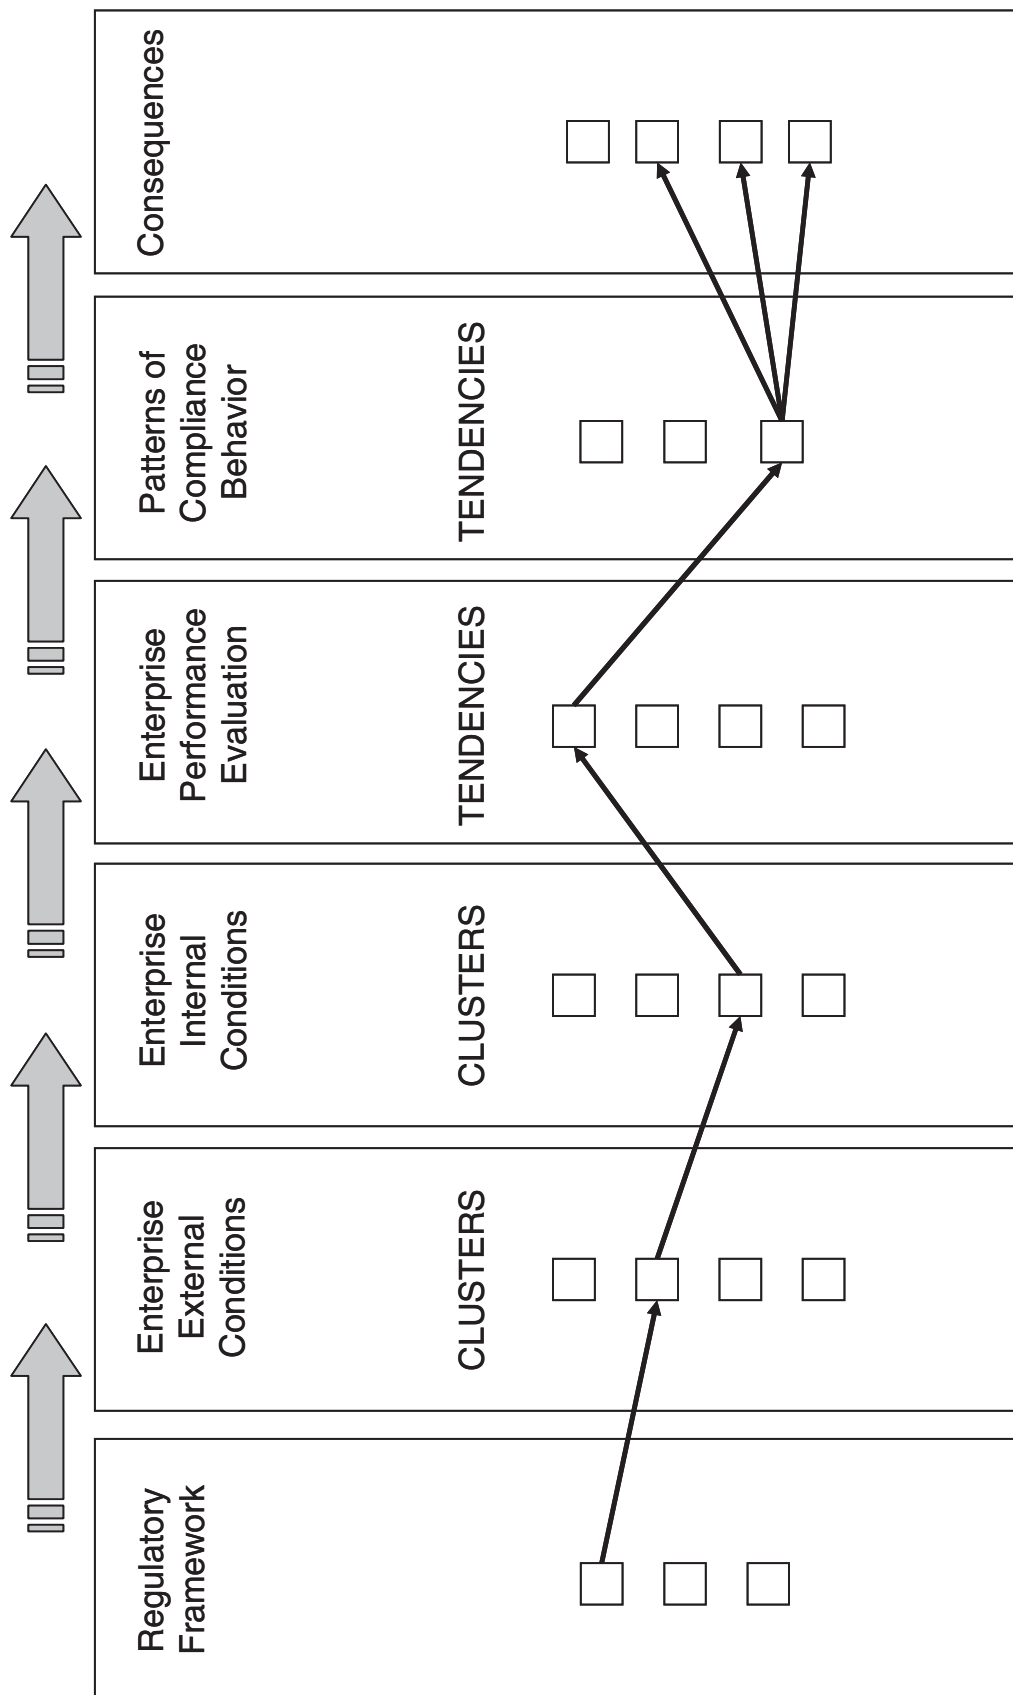 Regulatory
Framework
Enterprise
External
Conditions
CLUSTERS
Enterprise
Internal
Conditions
CLUSTERS
Enterprise
Performance
Evaluation
TENDENCIES
Patterns of
Compliance
Behavior
TENDENCIES
Consequences